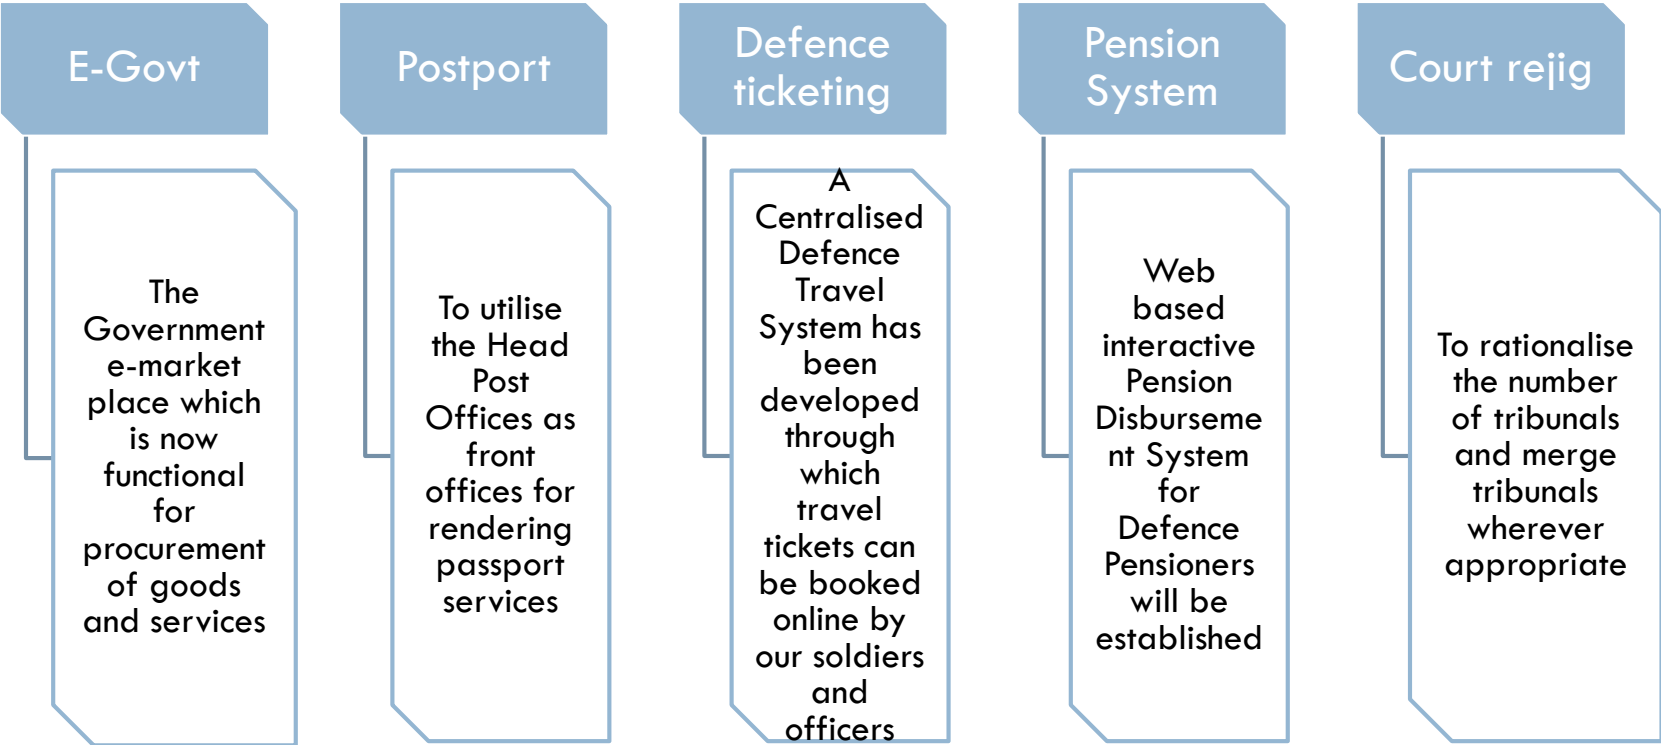 E-Govt
The
Government
e-market
place which
is now
functional
for
procurement
of goods
and services
Postport
To utilise
the Head
Post
Offices as
front
offices for
rendering
passport
services
Defence
ticketing
A
Centralised
Defence
Travel
System has
been
developed
through
which
travel
tickets can
be booked
online by
our soldiers
and
officers
Pension
System
Web
based
interactive
Pension
Disburseme
nt System
for
Defence
Pensioners
will be
established
Court rejig
To rationalise
the number
of tribunals
and merge
tribunals
wherever
appropriate